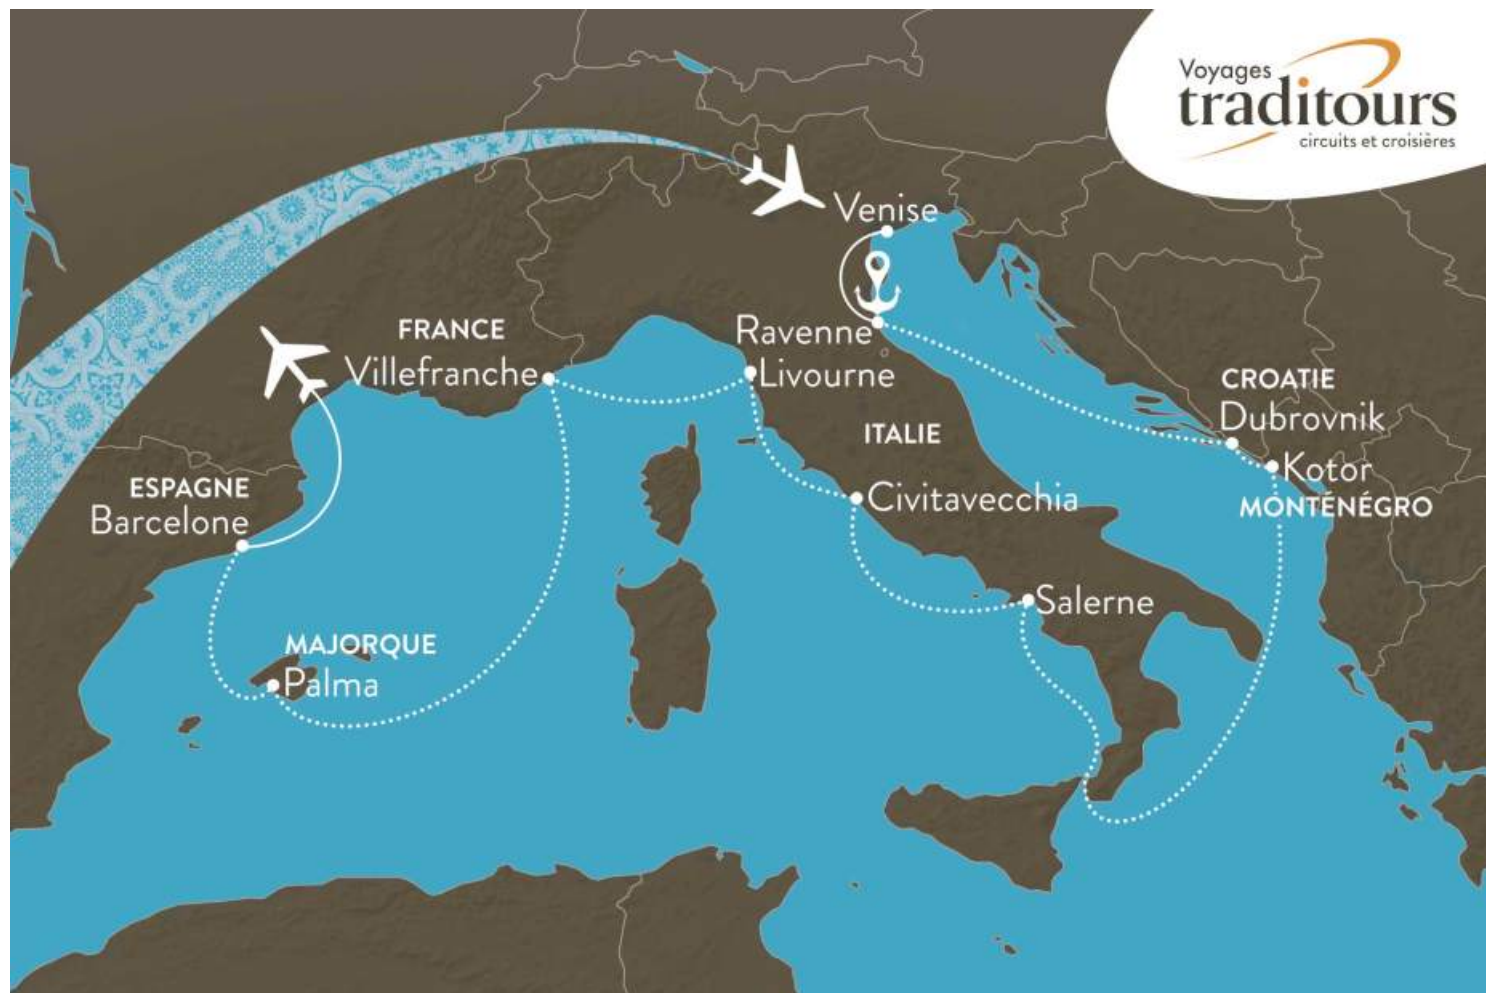 Voyages
traditours
circuits et croisières
Venise
FRANCE
Villefranche
Ravenne
Livourne
ITALIE
CROATIE
Dubrovnik
Kotor
MONTÉNÉGRO
ESPAGNE
Barcelone
Civitavecchia
Salerne
MAJORQUE
Palma